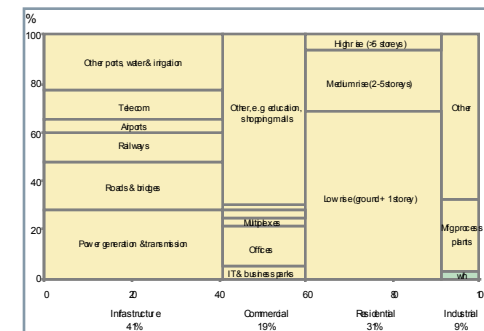 %
100
80
60
40
20
0
Other ports, water & irrigation
Telecom
Airports
Railways
Roads & bridges
Power generation & transmission
Other, e.g. education,
shopping malls
Multiplexes
Offices
IT & business parks
High rise (>6 storeys)
Medium rise (2-5 storeys)
Low rise (ground + 1 storey)
Other
Mfg process
plants
wh
0 20 40 60 80 10
Infrastructure Commercial Residential Industrial
41% 19% 31% 9%